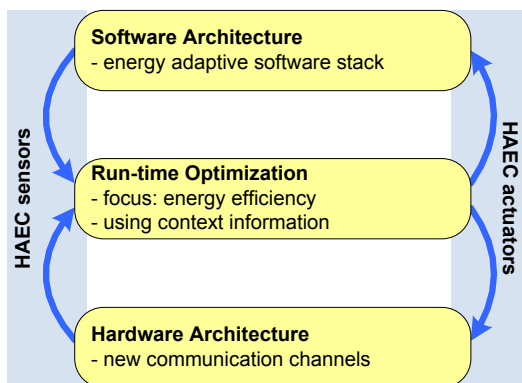 Software Architecture
- energy adaptive software stack
HAEC sensors
Run-time Optimization
- focus: energy efficiency
- using context information
HAEC actuators
Hardware Architecture
- new communication channels